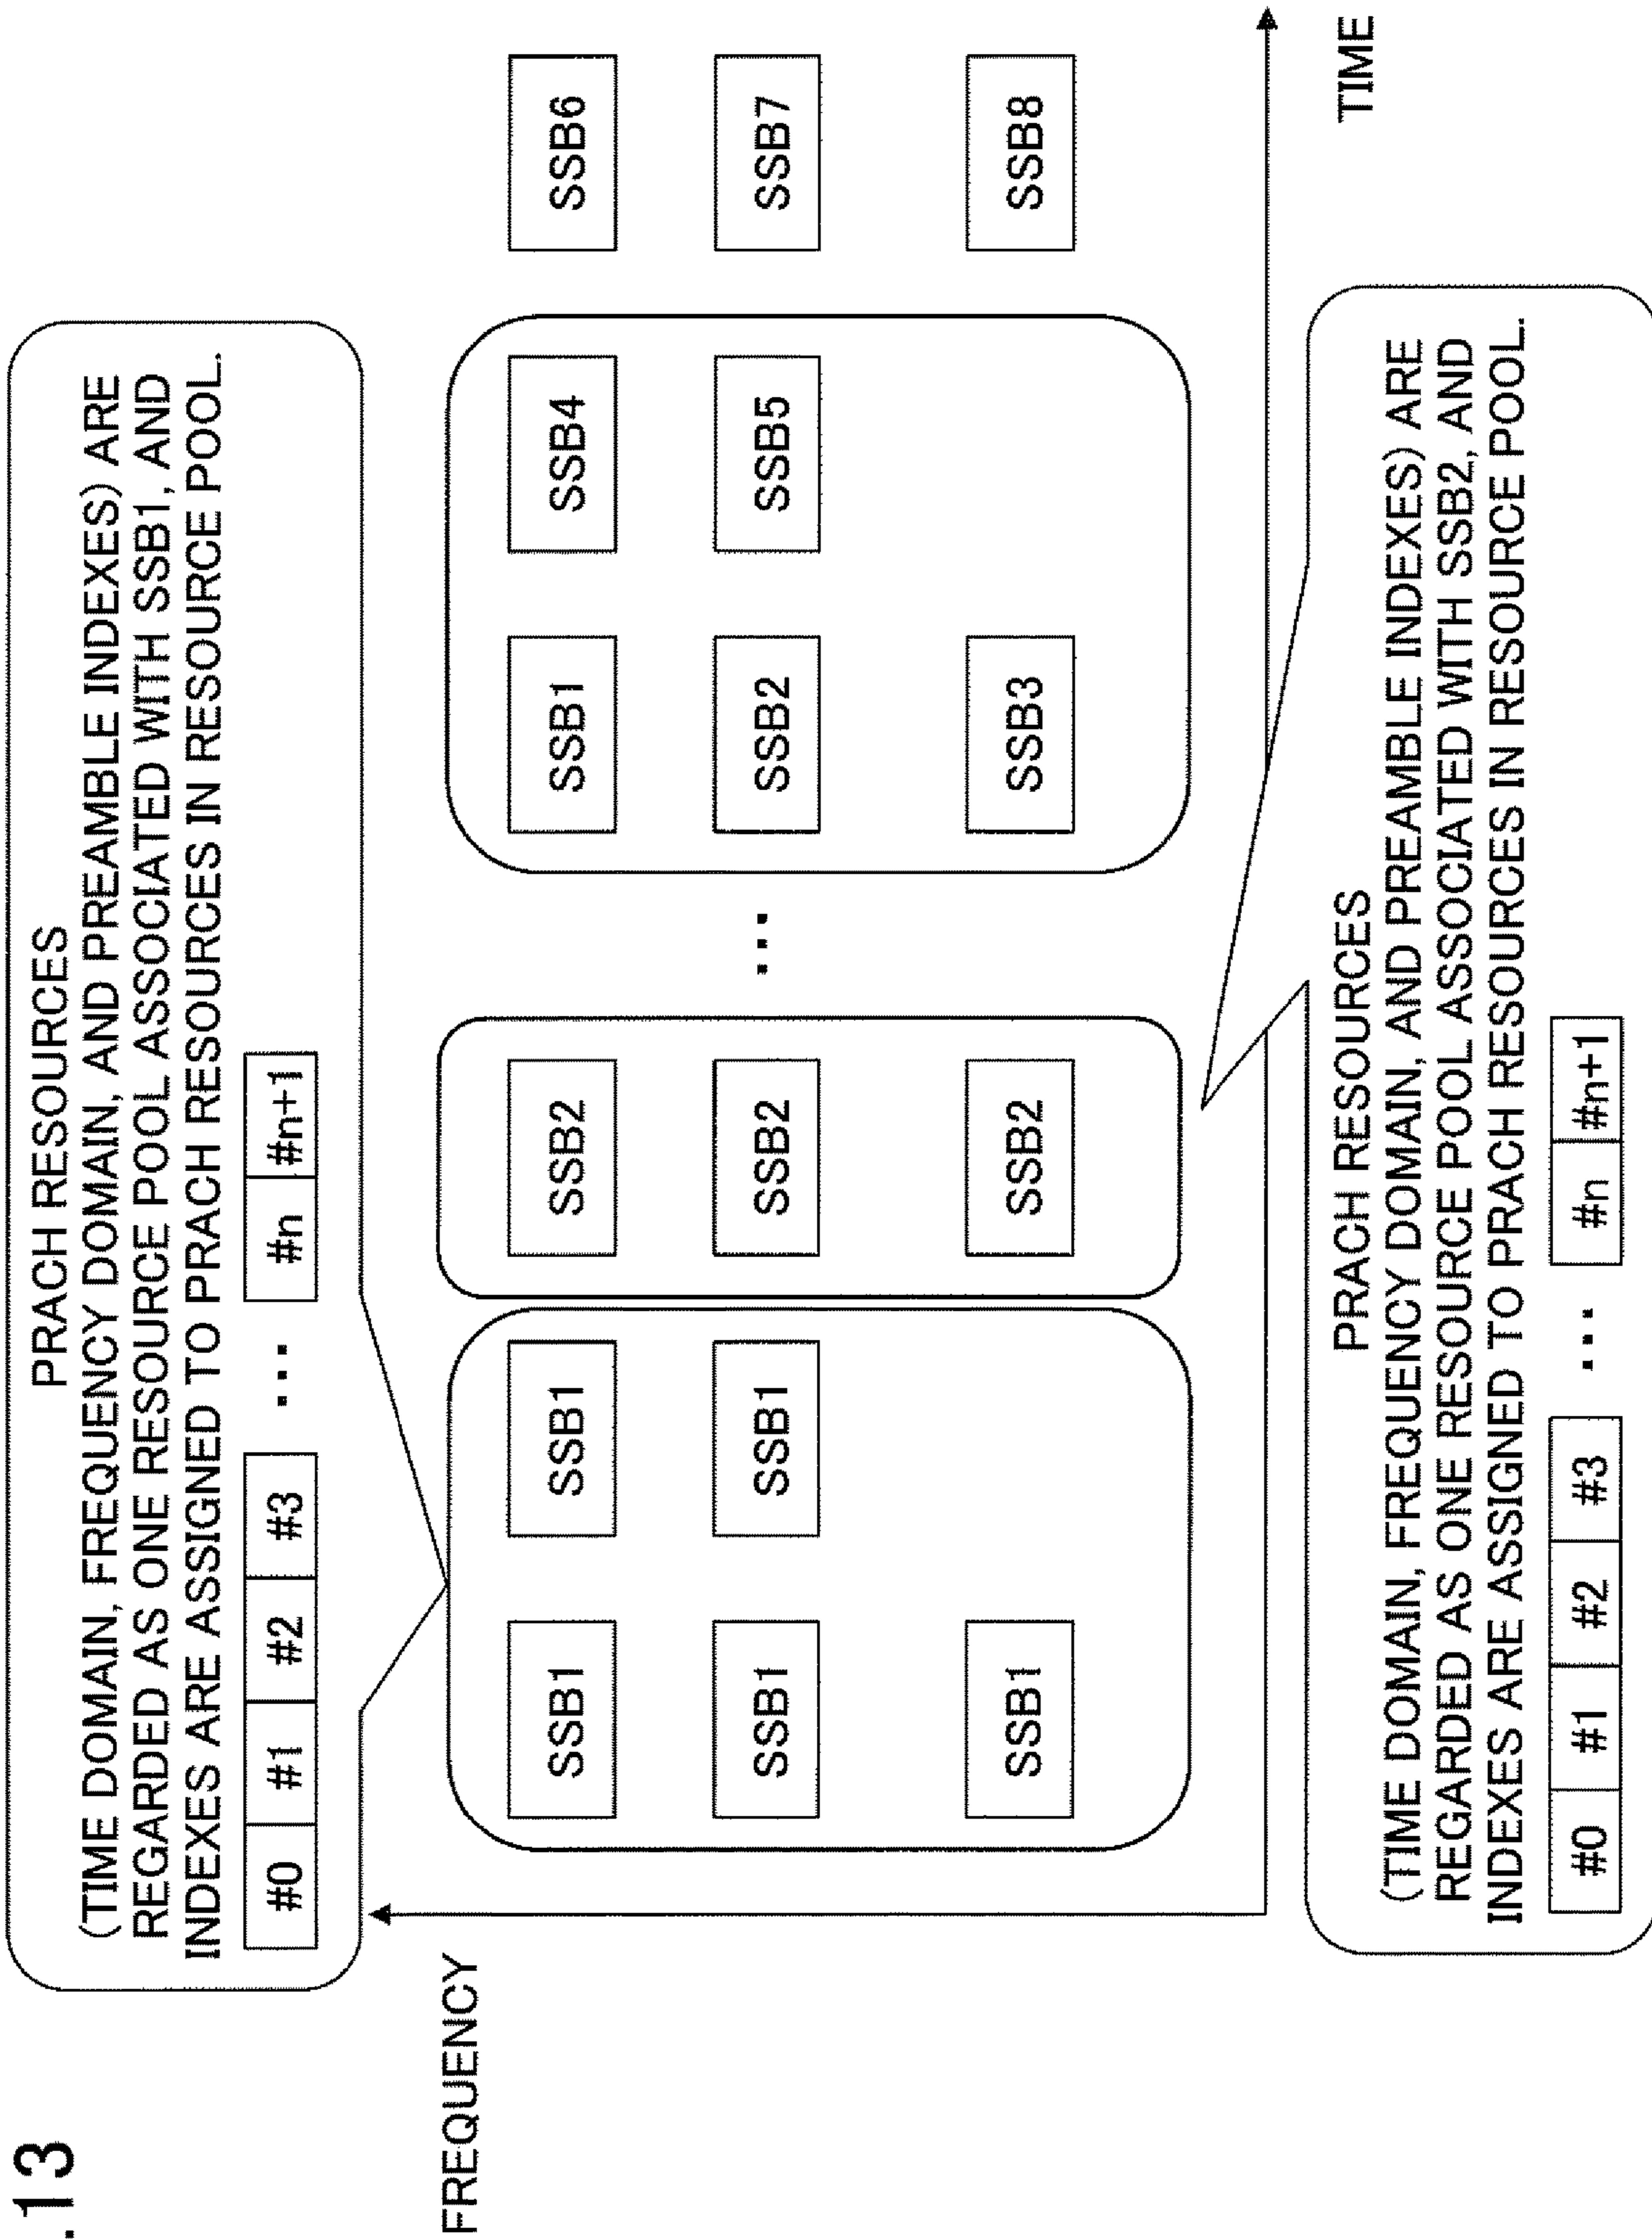 .13
PRACH RESOURCES
(TIME DOMAIN, FREQUENCY DOMAIN, AND PREAMBLE INDEXES) ARE
REGARDED AS ONE RESOURCE POOL ASSOCIATED WITH SSB1, AND
INDEXES ARE ASSIGNED TO PRACH RESOURCES IN RESOURCE POOL.
#0 #1 #2 #3 ... #n #n+1
FREQUENCY
SSB1 SSB1 SSB2 SSB1 SSB4 SSB6
SSB1 SSB1 SSB2 ... SSB2 SSB5 SSB7
SSB1 SSB2 SSB3 SSB8
TIME
PRACH RESOURCES
(TIME DOMAIN, FREQUENCY DOMAIN, AND PREAMBLE INDEXES) ARE
REGARDED AS ONE RESOURCE POOL ASSOCIATED WITH SSB2, AND
INDEXES ARE ASSIGNED TO PRACH RESOURCES IN RESOURCE POOL.
#0 #1 #2 #3 ... #n #n+1